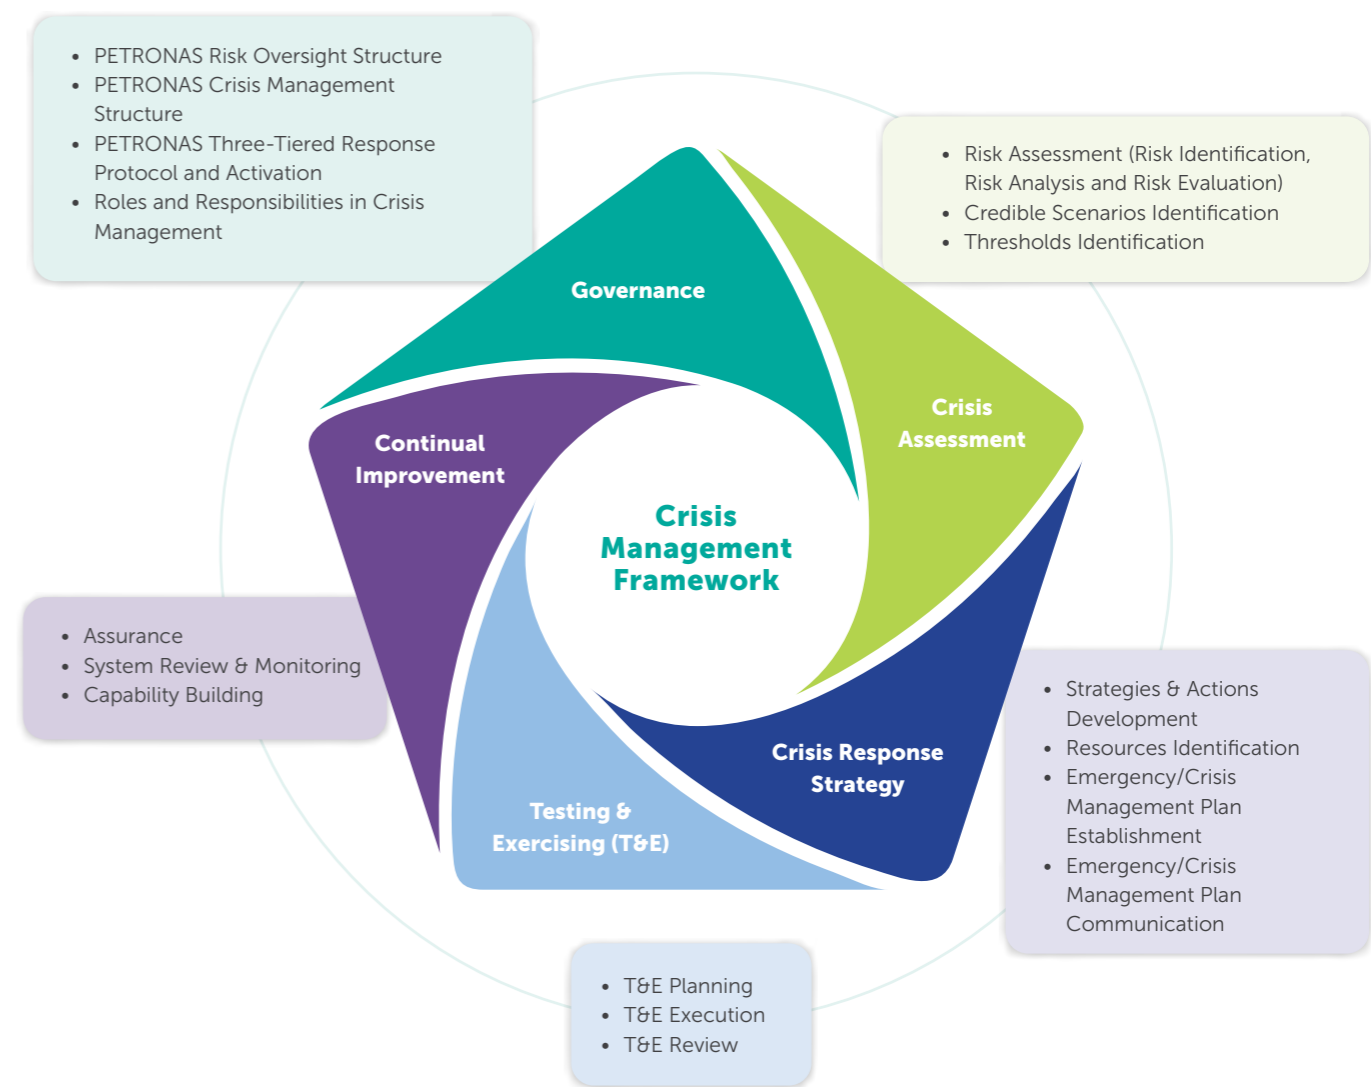 • PETRONAS Risk Oversight Structure
• PETRONAS Crisis Management
Structure
• PETRONAS Three-Tiered Response
Protocol and Activation
• Roles and Responsibilities in Crisis
Management
• Risk Assessment (Risk Identification,
Risk Analysis and Risk Evaluation)
• Credible Scenarios Identification
• Thresholds Identification
Governance
Crisis
Assessment
Continual
Improvement
Crisis
Management
Framework
• Assurance
• System Review & Monitoring
• Capability Building
Crisis Response
Strategy
• Strategies & Actions
Development
• Resources Identification
• Emergency/Crisis
Management Plan
Establishment
• Emergency/Crisis
Management Plan
Communication
Testing &
Exercising (T&E)
• T&E Planning
• T&E Execution
• T&E Review